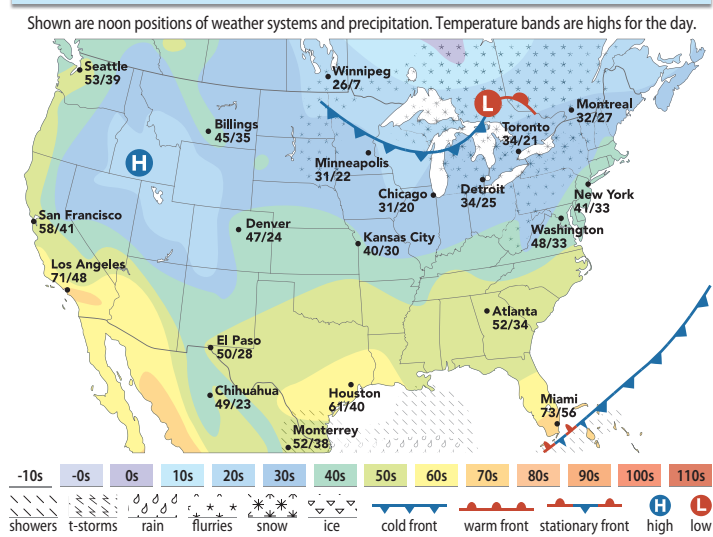 Shown are noon positions of weather systems and precipitation. Temperature bands are highs for the day.
Seattle
53/39
Winnipeg
26/7
L
Montreal
32/27
Billings
45/35
Toronto
34/21
H
Minneapolis
31/22
Chicago
31/20
Detroit
34/25
New York
41/33
San Francisco
58/41
Denver
47/24
Kansas City
40/30
Washington
48/33
Los Angeles
71/48
Atlanta
52/34
El Paso
50/28
Chihuahua
49/23
Houston
61/40
Miami
73/56
Monterrey
52/38
-10s -0s 0s 10s 20s 30s 40s 50s 60s 70s 80s 90s 100s 110s
H L
showers t-storms rain flurries snow ice cold front warm front stationary front high low